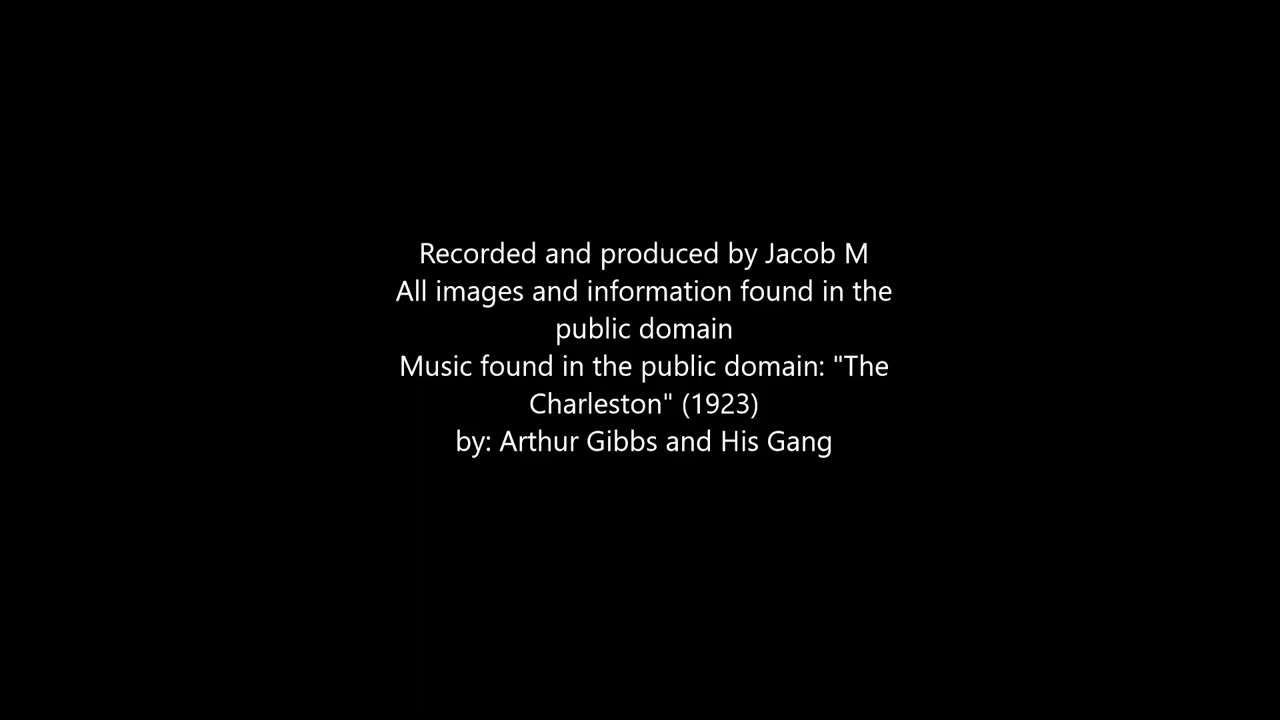 Recorded and produced by Jacob M
All images and information found in the
public domain
Music found in the public domain: "The
Charleston" (1923)
by: Arthur Gibbs and His Gang